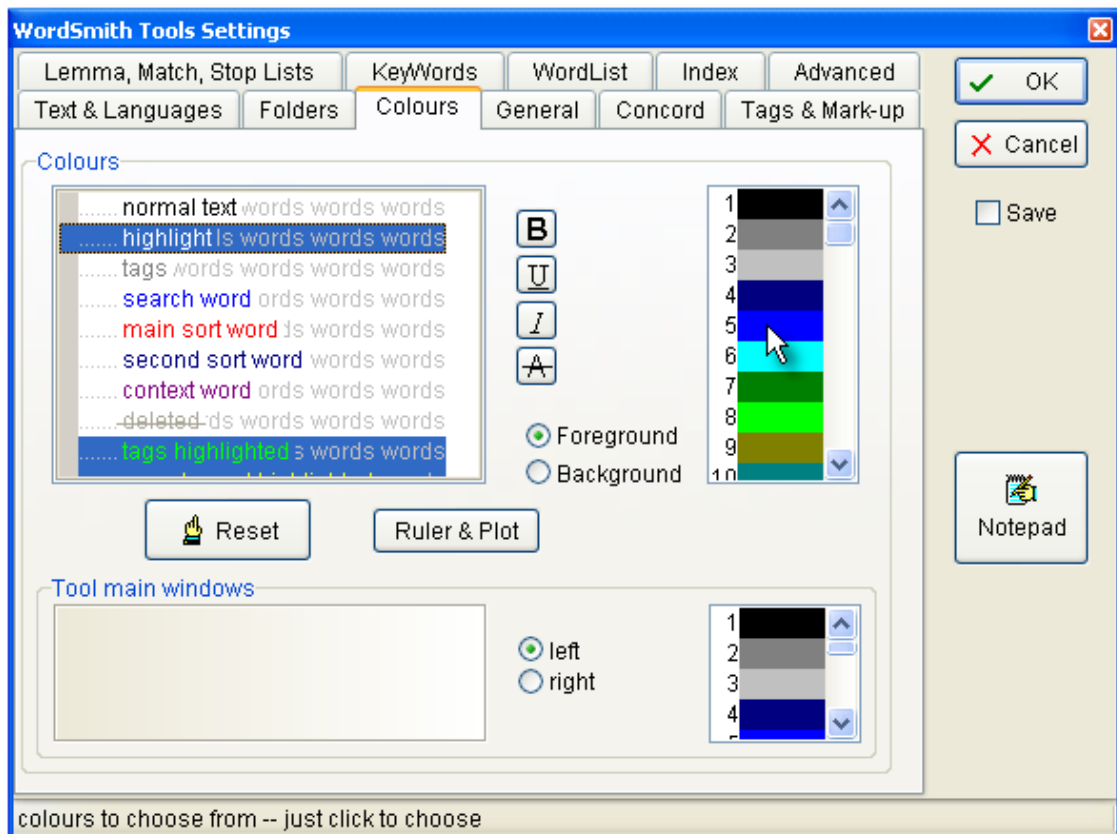 WordSmith Tools Settings
Lemma, Match, Stop Lists KeyWords WordList Index Advanced
Text & Languages Folders Colours General Concord Tags & Mark-up
OK
Cancel
Save
Notepad
Colours
....... normal text words words words
....... highlight ls words words words
....... tags words words words words
....... search word ords words words
....... main sort word ds words words
....... second sort word words words
....... context word ords words words
....... deleted ds words words words
....... tags highlighted s words words
B
U
I
A
Foreground
Background
1
2
3
4
5
6
7
8
9
10
Reset
Ruler & Plot
Tool main windows
left
right
1
2
3
4
colours to choose from -- just click to choose